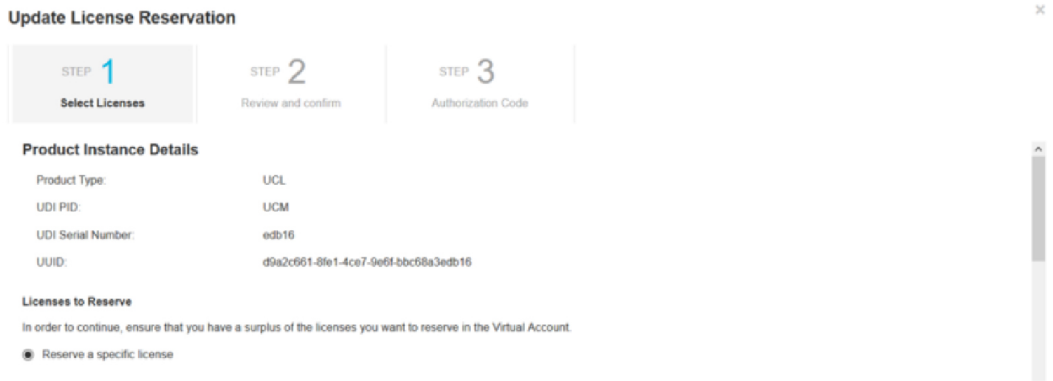 Update License Reservation
×
STEP 1
Select Licenses
STEP 2
Review and confirm
STEP 3
Authorization Code
Product Instance Details
Product Type: UCL
UDI PID: UCM
UDI Serial Number: edb16
UUID: d9a2c661-8fe1-4ce7-9e6f-bbc68a3edb16
Licenses to Reserve
In order to continue, ensure that you have a surplus of the licenses you want to reserve in the Virtual Account.
Reserve a specific license